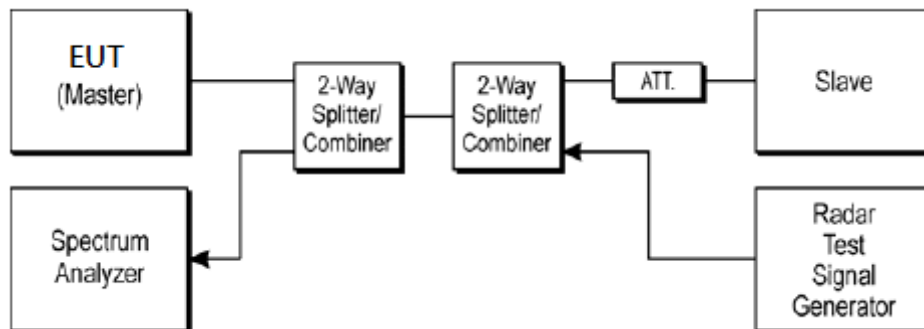 EUT
(Master)
2-Way
Splitter/
Combiner
2-Way
Splitter/
Combiner
ATT.
Slave
Spectrum
Analyzer
Radar
Test
Signal
Generator